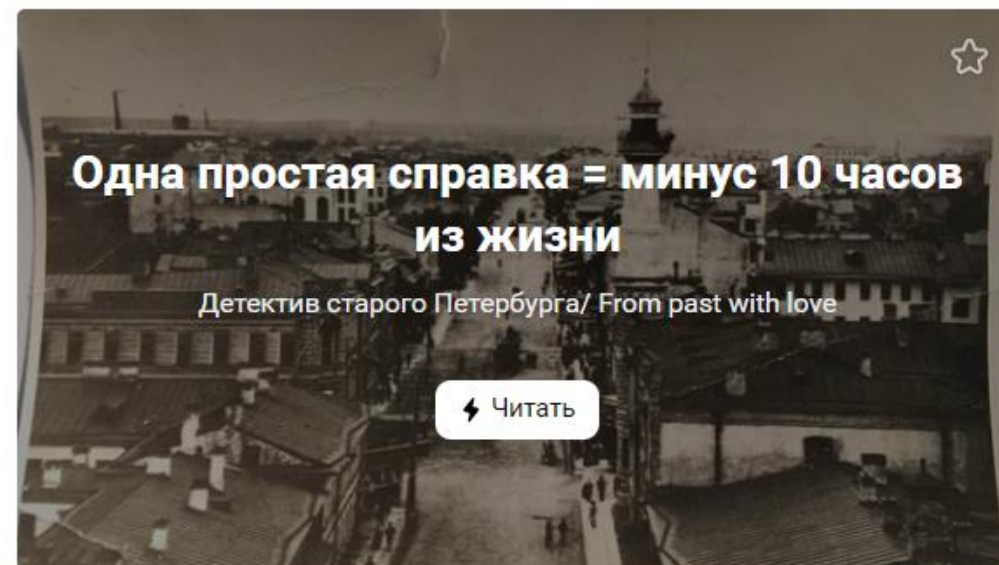 Одна простая справка = минус 10 часов
из жизни
Детектив старого Петербурга/ From past with love
Читать